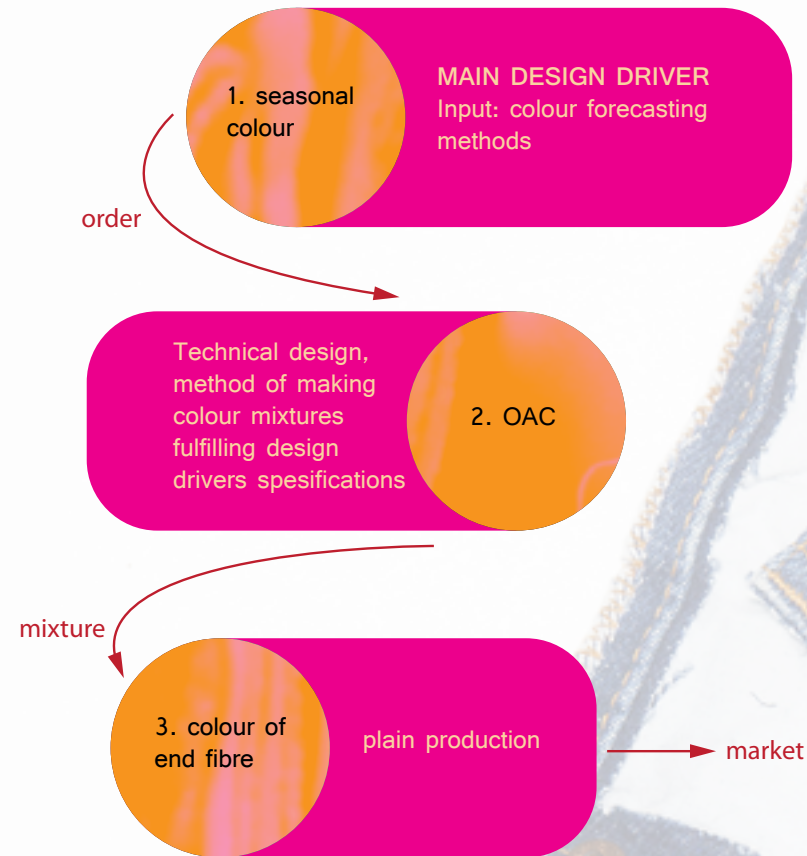 1. seasonal
colour
MAIN DESIGN DRIVER
Input: colour forecasting
methods
order
Technical design,
method of making
colour mixtures
fulfilling design
drivers spesifications
2. OAC
mixture
3. colour of
end fibre
plain production
market